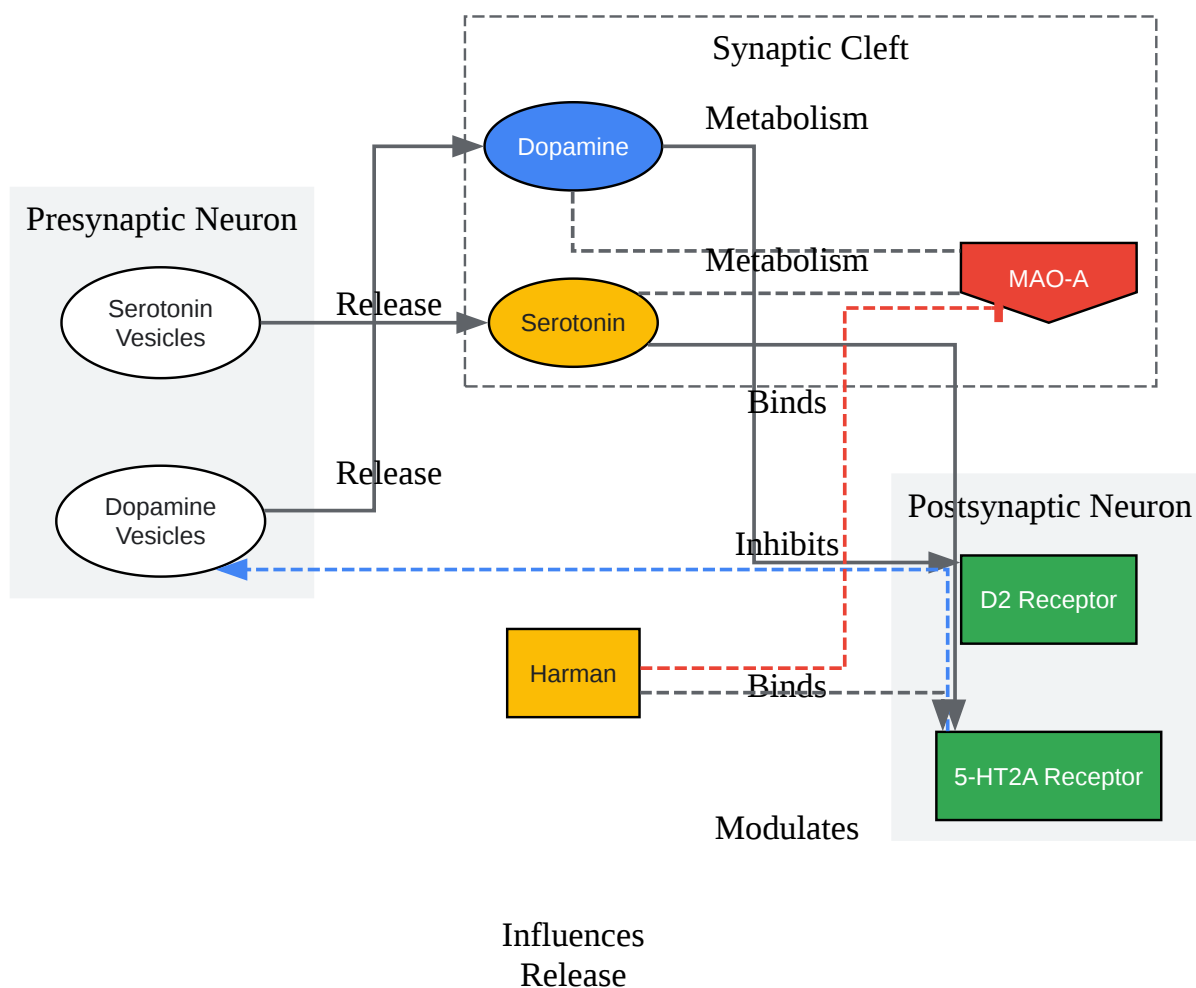 Synaptic Cleft
Metabolism
Dopamine
Presynaptic Neuron
Metabolism
MAO-A
Serotonin
Vesicles
Release
Serotonin
Binds
Release
Dopamine
Vesicles
Postsynaptic Neuron
Inhibits
D2 Receptor
Harman
Binds
5-HT2A Receptor
Modulates
Influences
Release